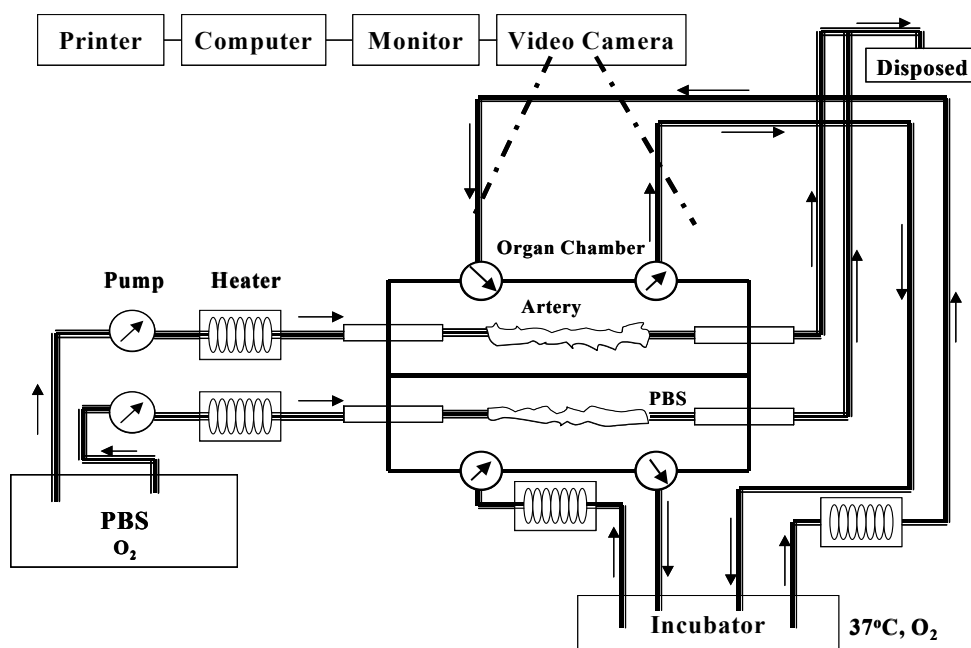 Printer
Computer
Monitor
Video Camera
Disposed
Organ Chamber
Pump
Heater
Artery
PBS
PBS
O₂
Incubator
37°C, O₂